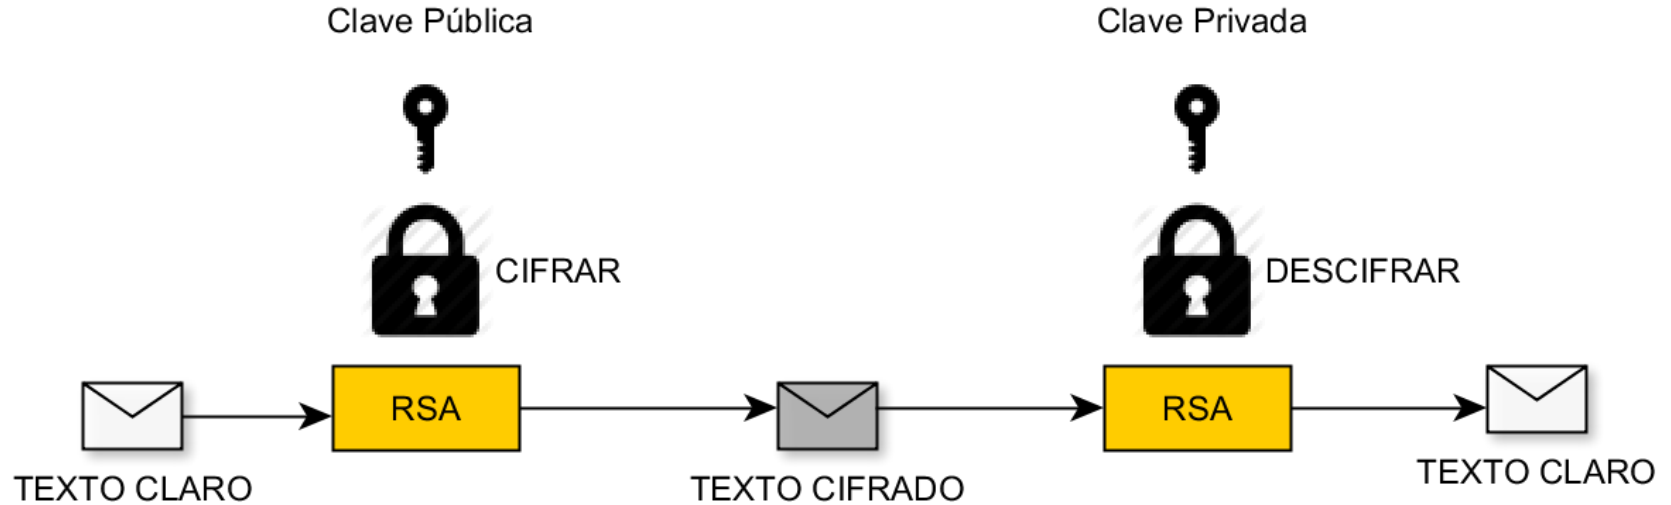 Clave Pública
Clave Privada
CIFRAR
DESCIFRAR
RSA
RSA
TEXTO CLARO
TEXTO CIFRADO
TEXTO CLARO